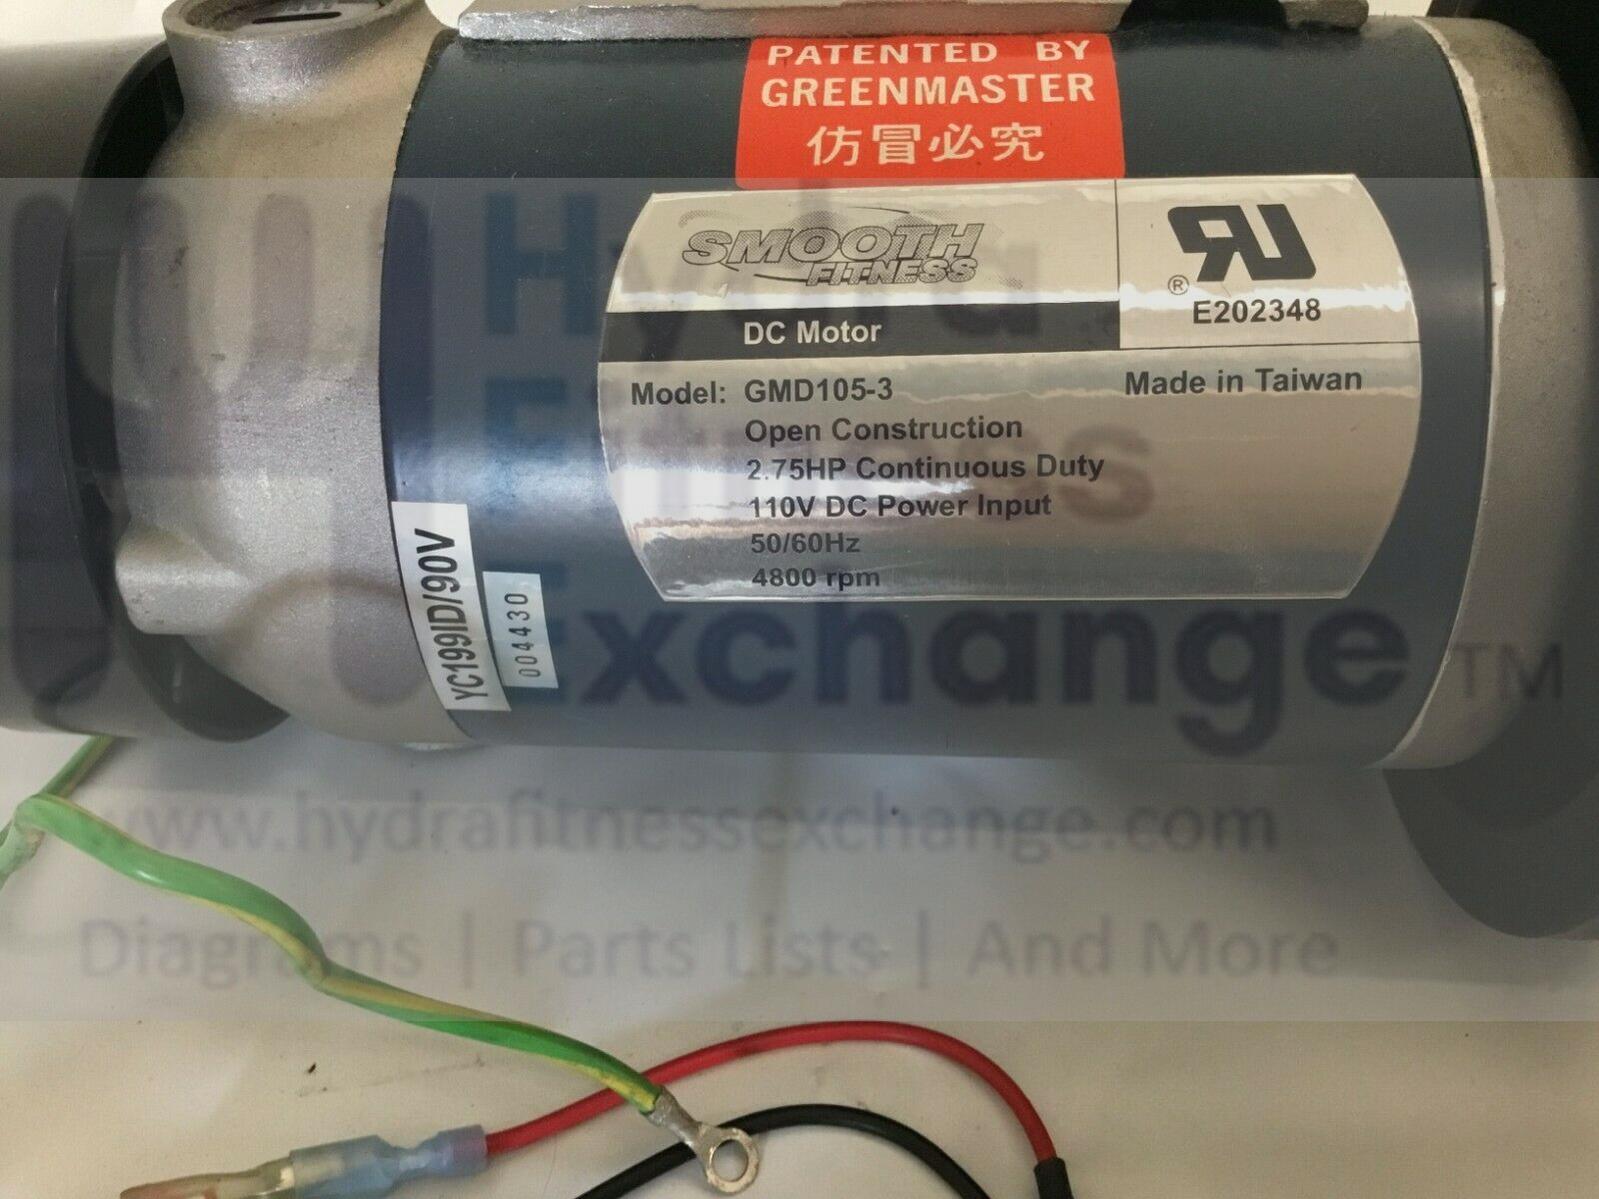 PATENTED BY
GREENMASTER
仿冒必究
SMOOTH
FITNESS
RU
®
E202348
DC Motor
Model: GMD105-3
Made in Taiwan
Open Construction
2.75HP Continuous Duty
110V DC Power Input
50/60Hz
4800 rpm
YC199ID/90V
004430
Hydra
Fitness
Exchange™
www.hydrafitnessexchange.com
Diagrams | Parts Lists | And More